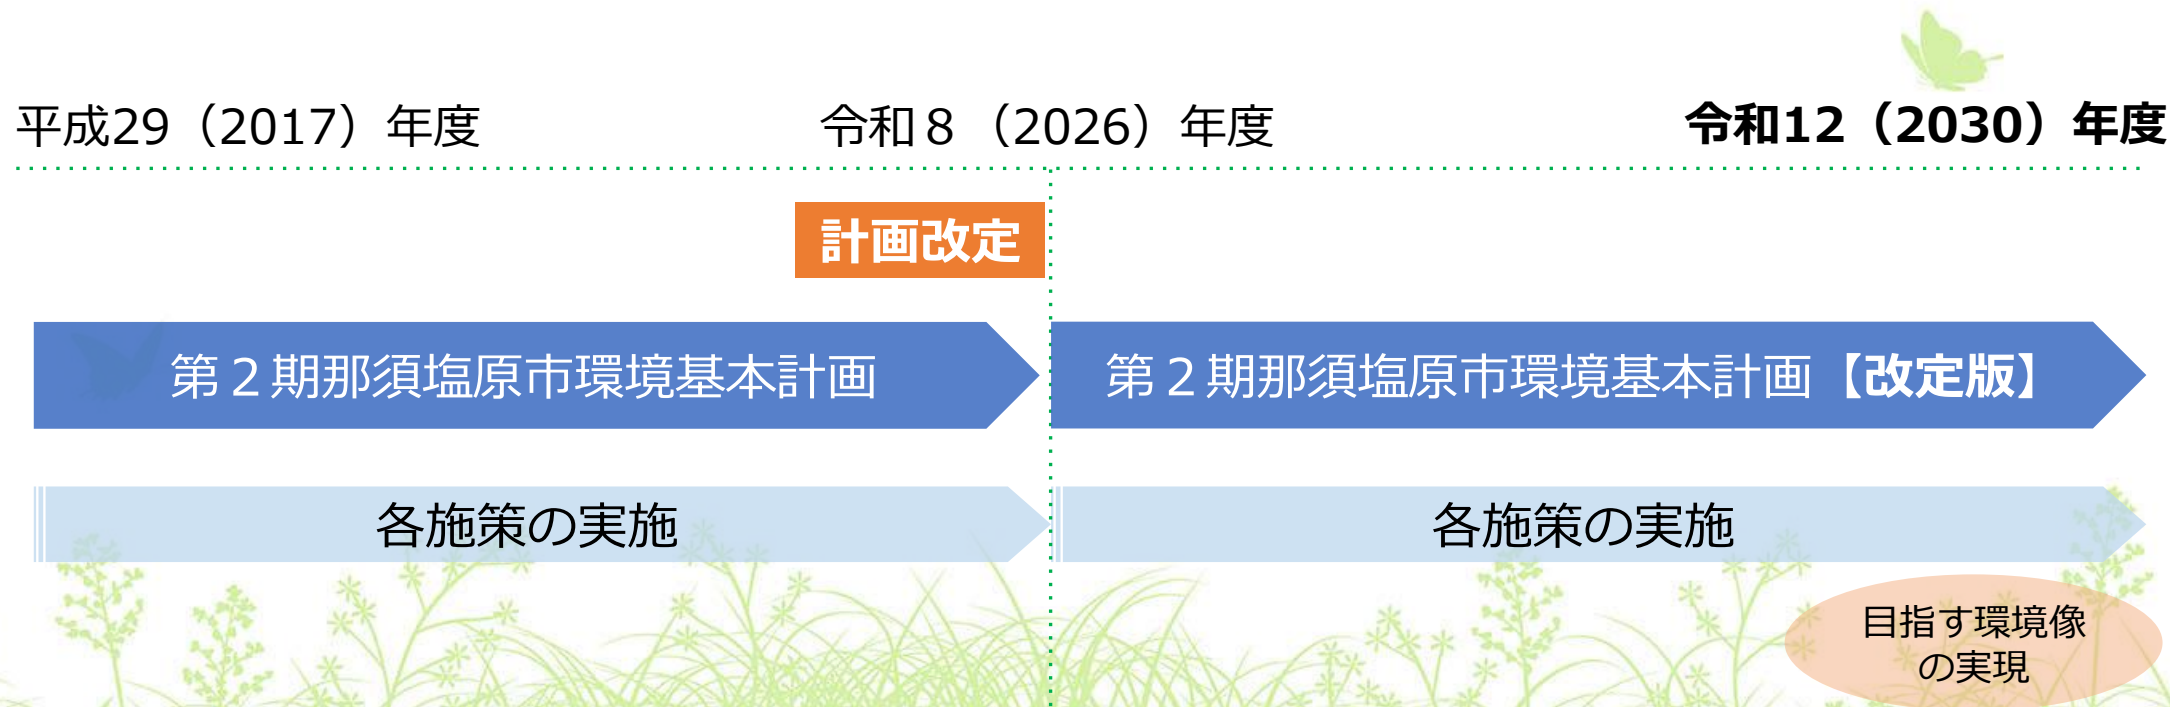 平成29（2017）年度
令和８（2026）年度
令和12（2030）年度
計画改定
第２期那須塩原市環境基本計画
第２期那須塩原市環境基本計画【改定版】
各施策の実施
各施策の実施
目指す環境像
の実現